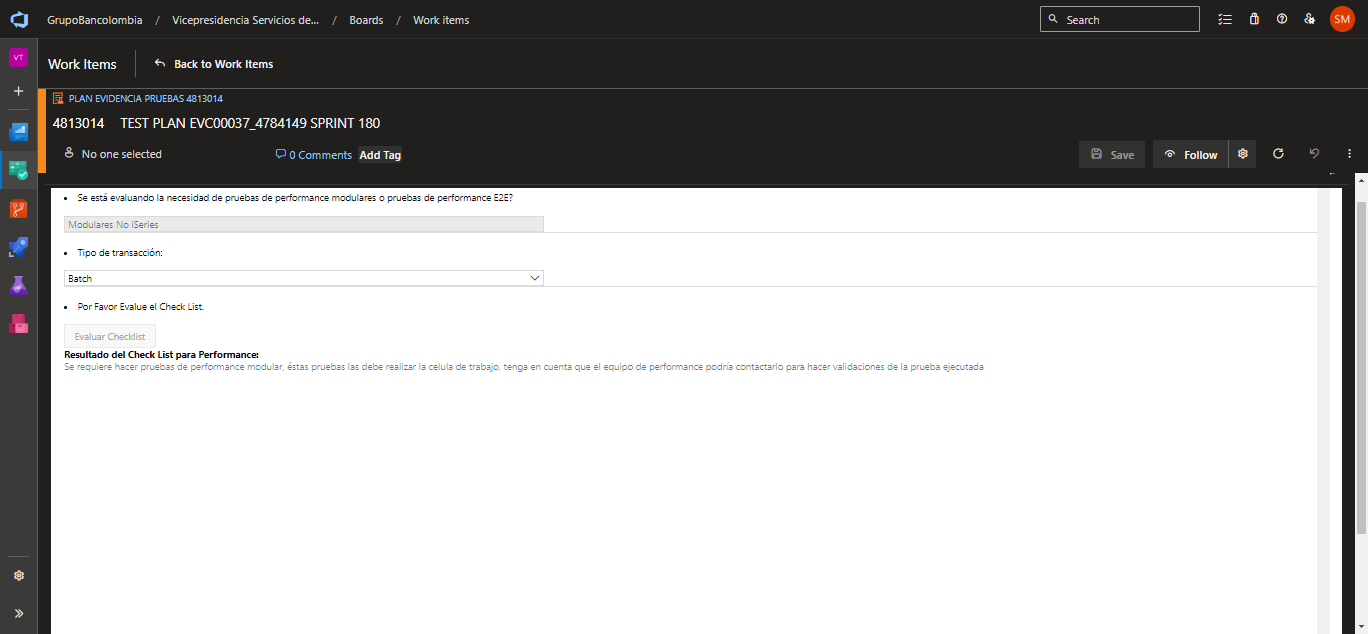 GrupoBancolombia / Vicepresidencia Servicios de... / Boards / Work items
Search
SM
VT
Work Items
Back to Work Items
PLAN EVIDENCIA PRUEBAS 4813014
4813014 TEST PLAN EVC00037_4784149 SPRINT 180
No one selected
0 Comments
Add Tag
Save
Follow
• Se está evaluando la necesidad de pruebas de performance modulares o pruebas de performance E2E?
Modulares No iSeries
• Tipo de transacción:
Batch
• Por Favor Evalue el Check List.
Evaluar Checklist
Resultado del Check List para Performance:
Se requiere hacer pruebas de performance modular, éstas pruebas las debe realizar la celula de trabajo, tenga en cuenta que el equipo de performance podría contactarlo para hacer validaciones de la prueba ejecutada